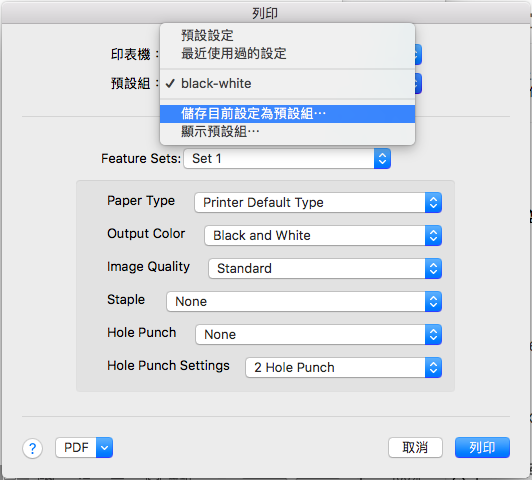 列印
印表機：
預設設定
最近使用過的設定
預設組：
✓ black-white
儲存目前設定為預設組⋯
顯示預設組⋯
Feature Sets: Set 1
Paper Type Printer Default Type
Output Color Black and White
Image Quality Standard
Staple None
Hole Punch None
Hole Punch Settings 2 Hole Punch
? PDF 取消 列印